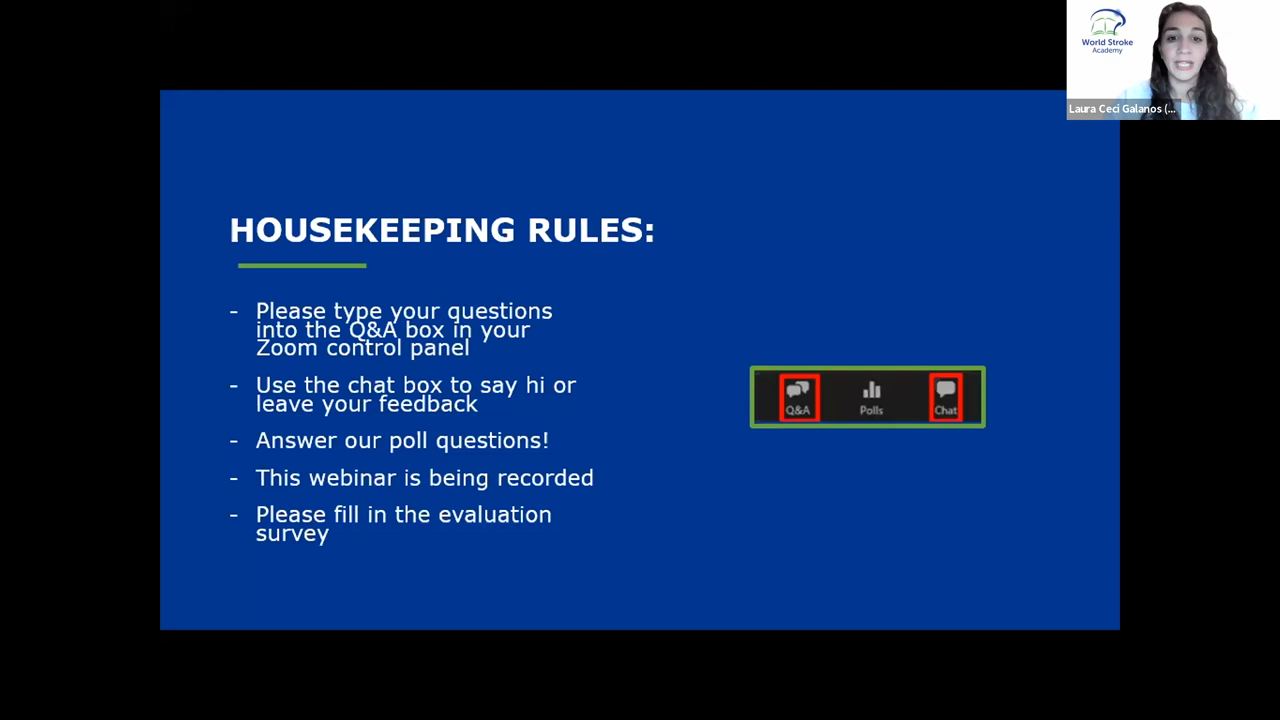 World Stroke
Academy
Laura Ceci Galanos (...
HOUSEKEEPING RULES:
- Please type your questions
into the Q&A box in your
Zoom control panel
- Use the chat box to say hi or
leave your feedback
- Answer our poll questions!
- This webinar is being recorded
- Please fill in the evaluation
survey
Q&A Polls Chat